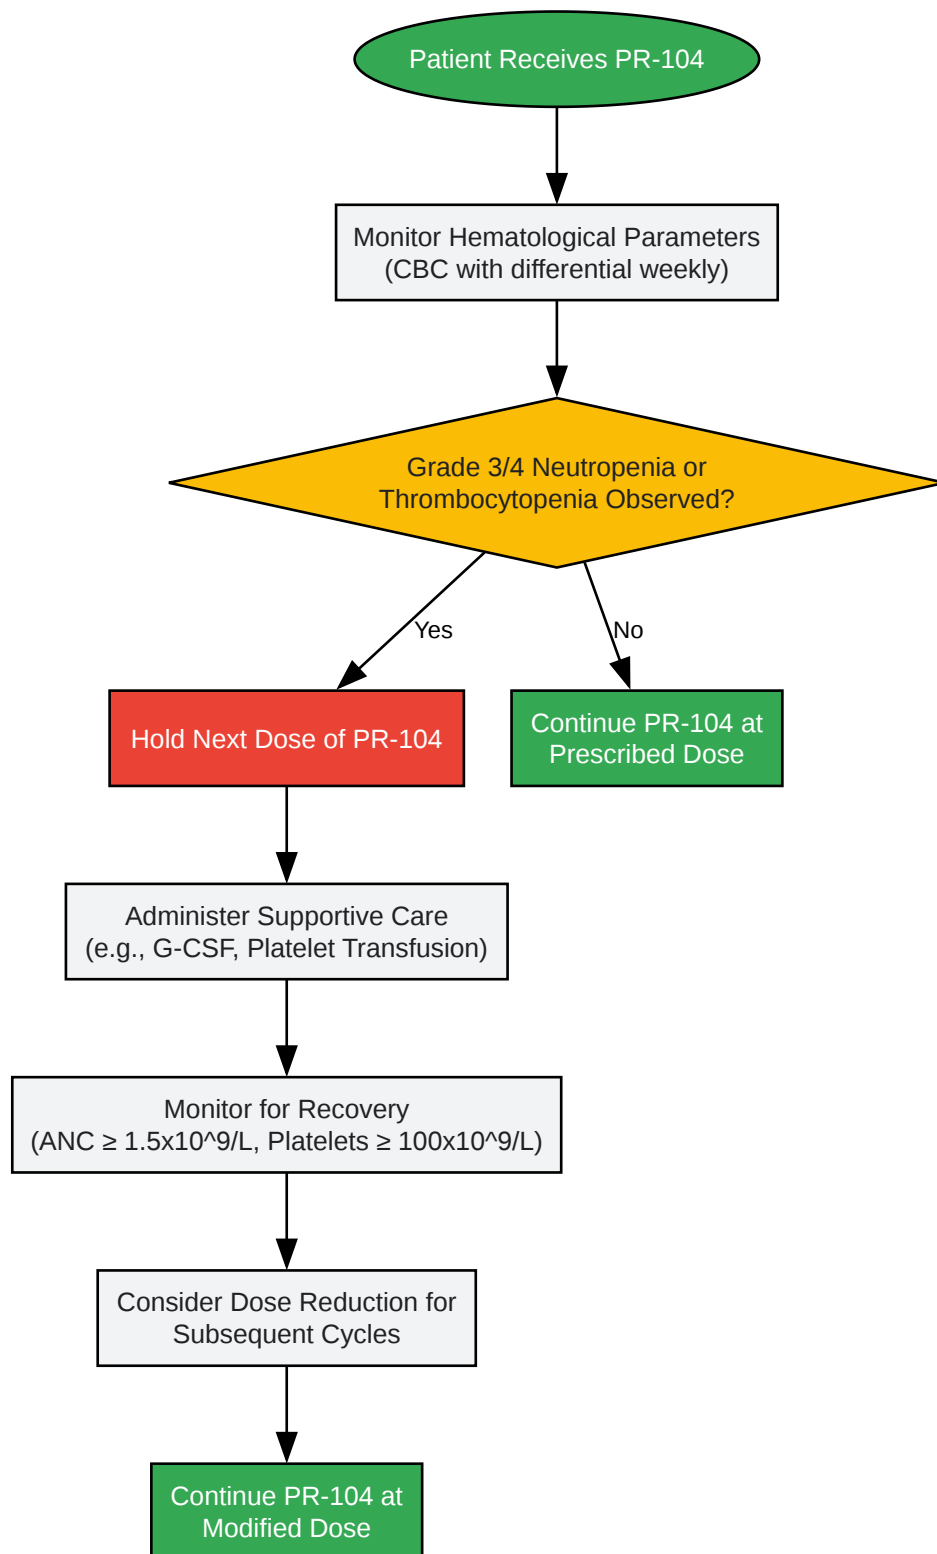 Patient Receives PR-104
Monitor Hematological Parameters
(CBC with differential weekly)
Grade 3/4 Neutropenia or
Thrombocytopenia Observed?
Yes
No
Hold Next Dose of PR-104
Continue PR-104 at
Prescribed Dose
Administer Supportive Care
(e.g., G-CSF, Platelet Transfusion)
Monitor for Recovery
(ANC ≥ 1.5x10^9/L, Platelets ≥ 100x10^9/L)
Consider Dose Reduction for
Subsequent Cycles
Continue PR-104 at
Modified Dose